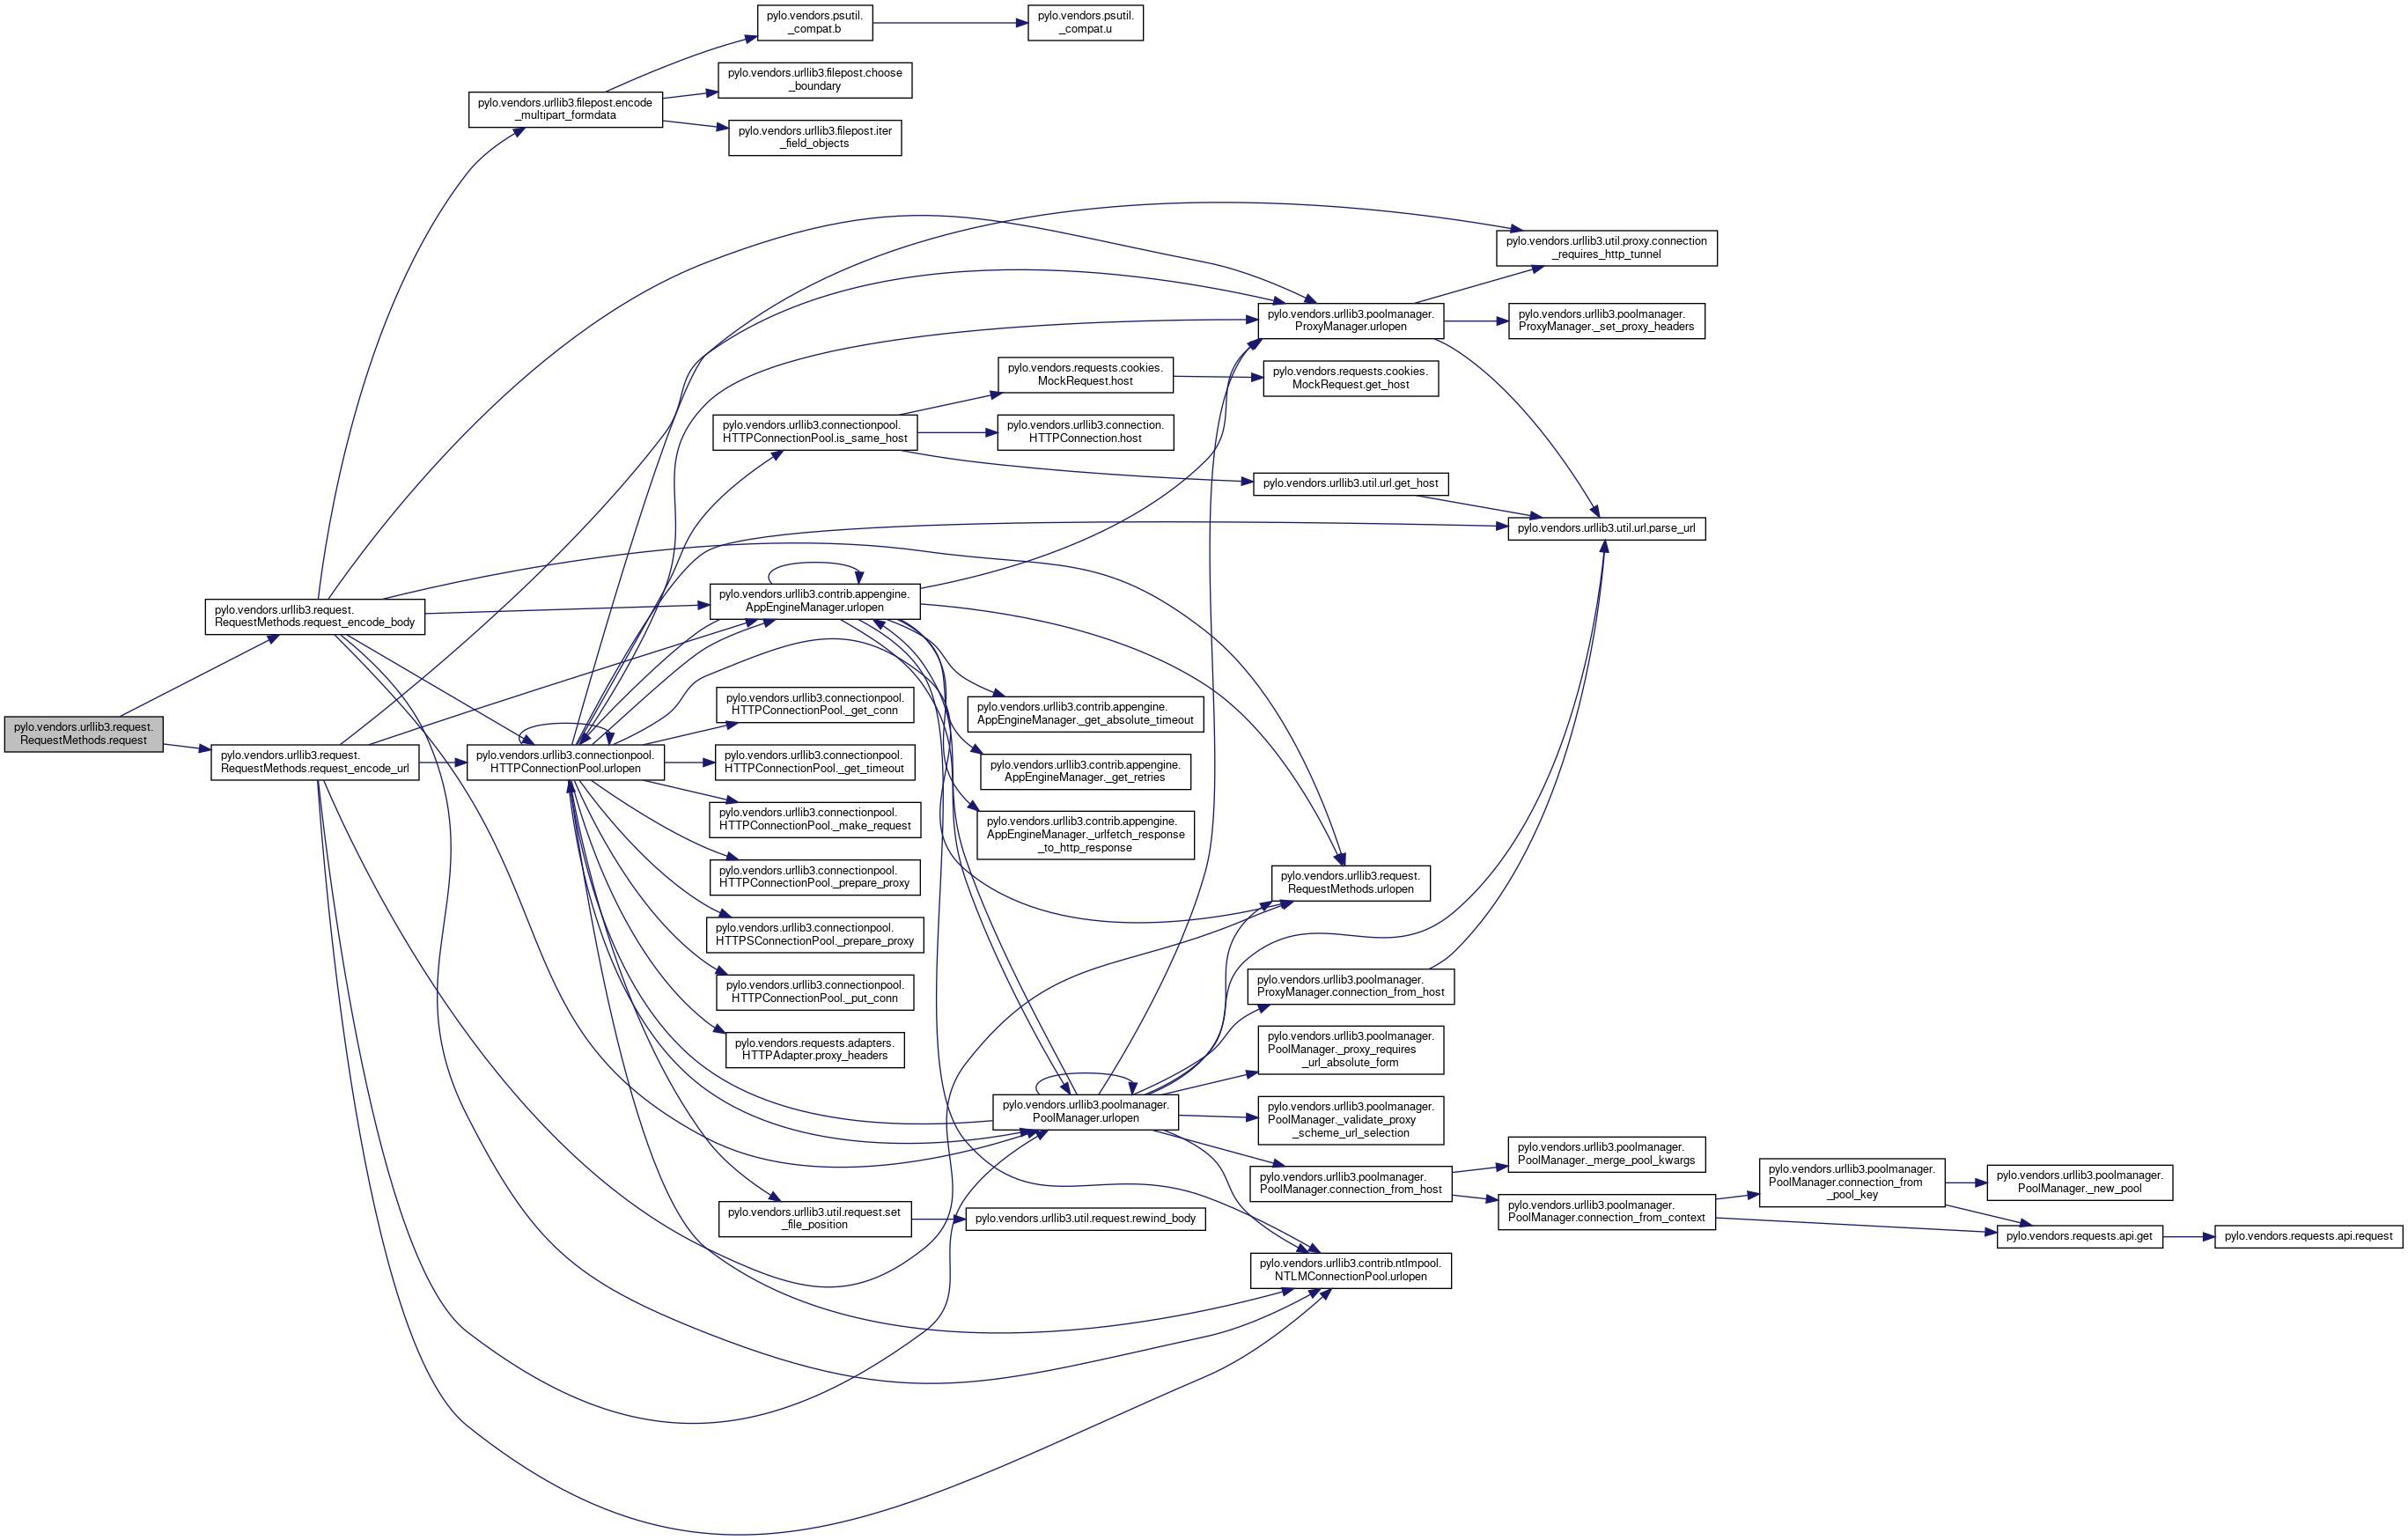 pylo.vendors.urllib3.request.
RequestMethods.request
pylo.vendors.urllib3.request.
RequestMethods.request_encode_body
pylo.vendors.urllib3.request.
RequestMethods.request_encode_url
pylo.vendors.urllib3.filepost.encode
_multipart_formdata
pylo.vendors.urllib3.connectionpool.
HTTPConnectionPool.urlopen
pylo.vendors.psutil.
_compat.b
pylo.vendors.urllib3.filepost.choose
_boundary
pylo.vendors.urllib3.filepost.iter
_field_objects
pylo.vendors.urllib3.connectionpool.
HTTPConnectionPool.is_same_host
pylo.vendors.urllib3.contrib.appengine.
AppEngineManager.urlopen
pylo.vendors.urllib3.connectionpool.
HTTPConnectionPool._get_conn
pylo.vendors.urllib3.connectionpool.
HTTPConnectionPool._get_timeout
pylo.vendors.urllib3.connectionpool.
HTTPConnectionPool._make_request
pylo.vendors.urllib3.connectionpool.
HTTPConnectionPool._prepare_proxy
pylo.vendors.urllib3.connectionpool.
HTTPSConnectionPool._prepare_proxy
pylo.vendors.urllib3.connectionpool.
HTTPConnectionPool._put_conn
pylo.vendors.requests.adapters.
HTTPAdapter.proxy_headers
pylo.vendors.urllib3.util.request.set
_file_position
pylo.vendors.psutil.
_compat.u
pylo.vendors.requests.cookies.
MockRequest.host
pylo.vendors.urllib3.connection.
HTTPConnection.host
pylo.vendors.urllib3.contrib.appengine.
AppEngineManager._get_absolute_timeout
pylo.vendors.urllib3.contrib.appengine.
AppEngineManager._get_retries
pylo.vendors.urllib3.contrib.appengine.
AppEngineManager._urlfetch_response
_to_http_response
pylo.vendors.urllib3.poolmanager.
PoolManager.urlopen
pylo.vendors.urllib3.util.request.rewind_body
pylo.vendors.urllib3.poolmanager.
ProxyManager.urlopen
pylo.vendors.requests.cookies.
MockRequest.get_host
pylo.vendors.urllib3.util.url.get_host
pylo.vendors.urllib3.request.
RequestMethods.urlopen
pylo.vendors.urllib3.poolmanager.
ProxyManager.connection_from_host
pylo.vendors.urllib3.poolmanager.
PoolManager._proxy_requires
_url_absolute_form
pylo.vendors.urllib3.poolmanager.
PoolManager._validate_proxy
_scheme_url_selection
pylo.vendors.urllib3.poolmanager.
PoolManager.connection_from_host
pylo.vendors.urllib3.contrib.ntlmpool.
NTLMConnectionPool.urlopen
pylo.vendors.urllib3.util.proxy.connection
_requires_http_tunnel
pylo.vendors.urllib3.poolmanager.
ProxyManager._set_proxy_headers
pylo.vendors.urllib3.util.url.parse_url
pylo.vendors.urllib3.poolmanager.
PoolManager._merge_pool_kwargs
pylo.vendors.urllib3.poolmanager.
PoolManager.connection_from_context
pylo.vendors.urllib3.poolmanager.
PoolManager.connection_from
_pool_key
pylo.vendors.urllib3.poolmanager.
PoolManager._new_pool
pylo.vendors.requests.api.get
pylo.vendors.requests.api.request